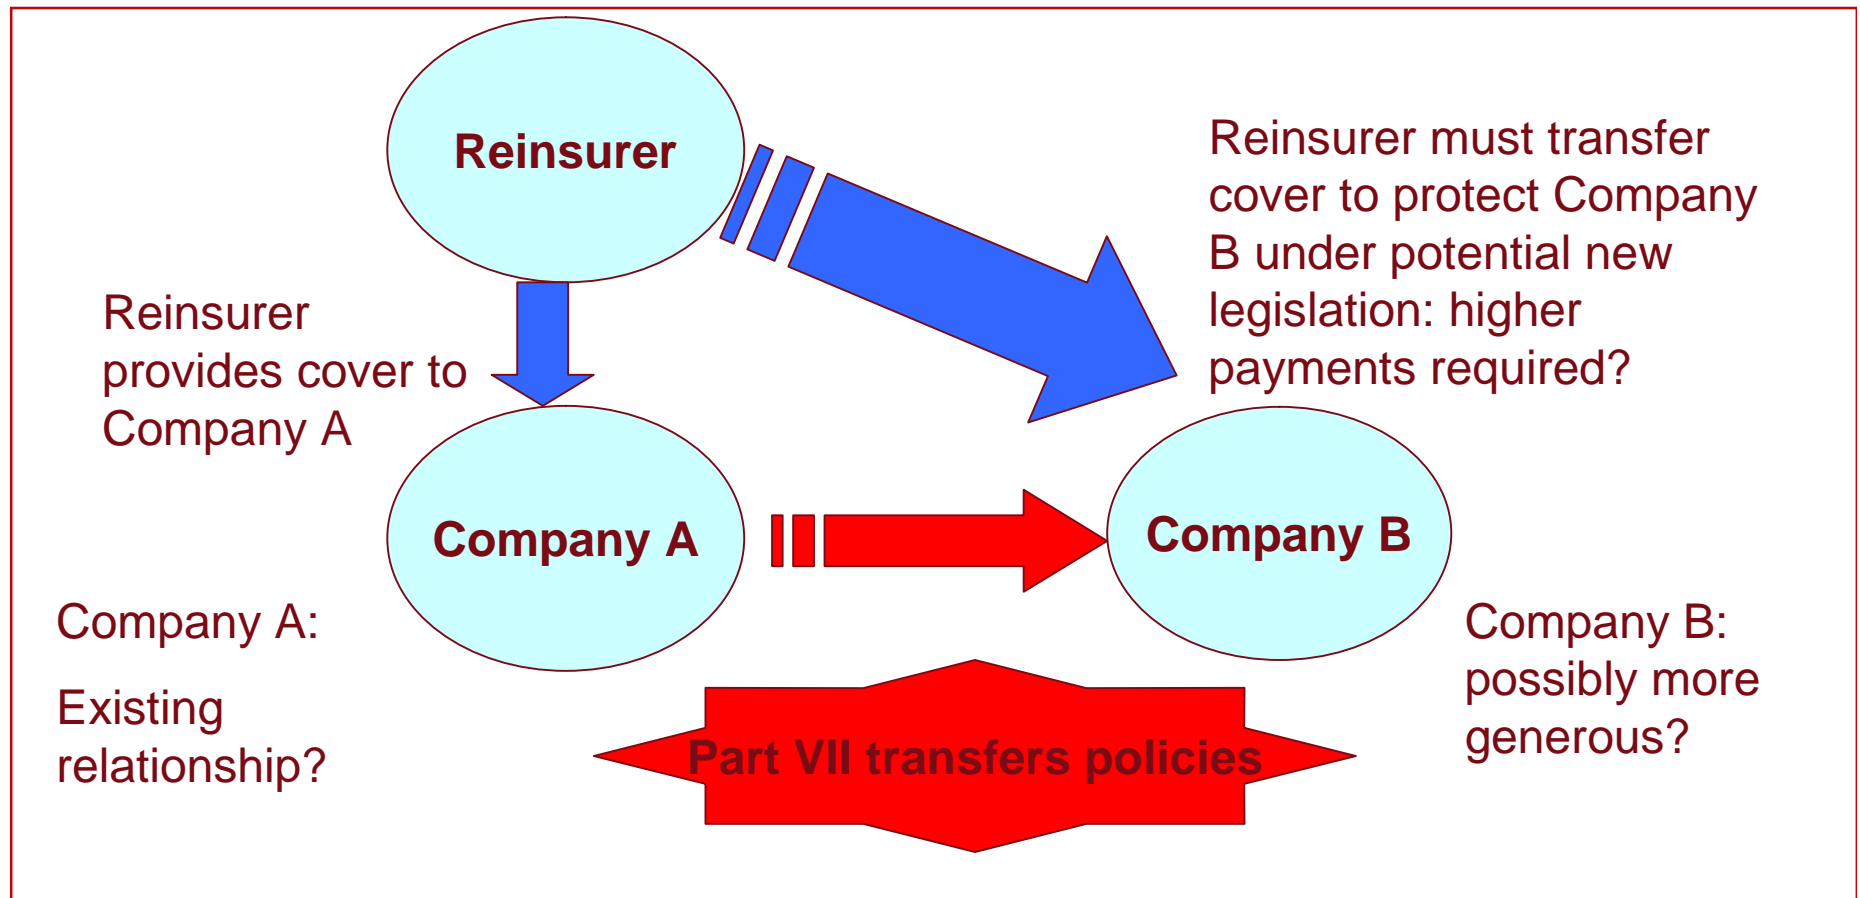 Reinsurer
Reinsurer must transfer
cover to protect Company
B under potential new
legislation: higher
payments required?
Reinsurer
provides cover to
Company A
Company A
Company B
Company A:
Existing
relationship?
Company B:
possibly more
generous?
Part VII transfers policies